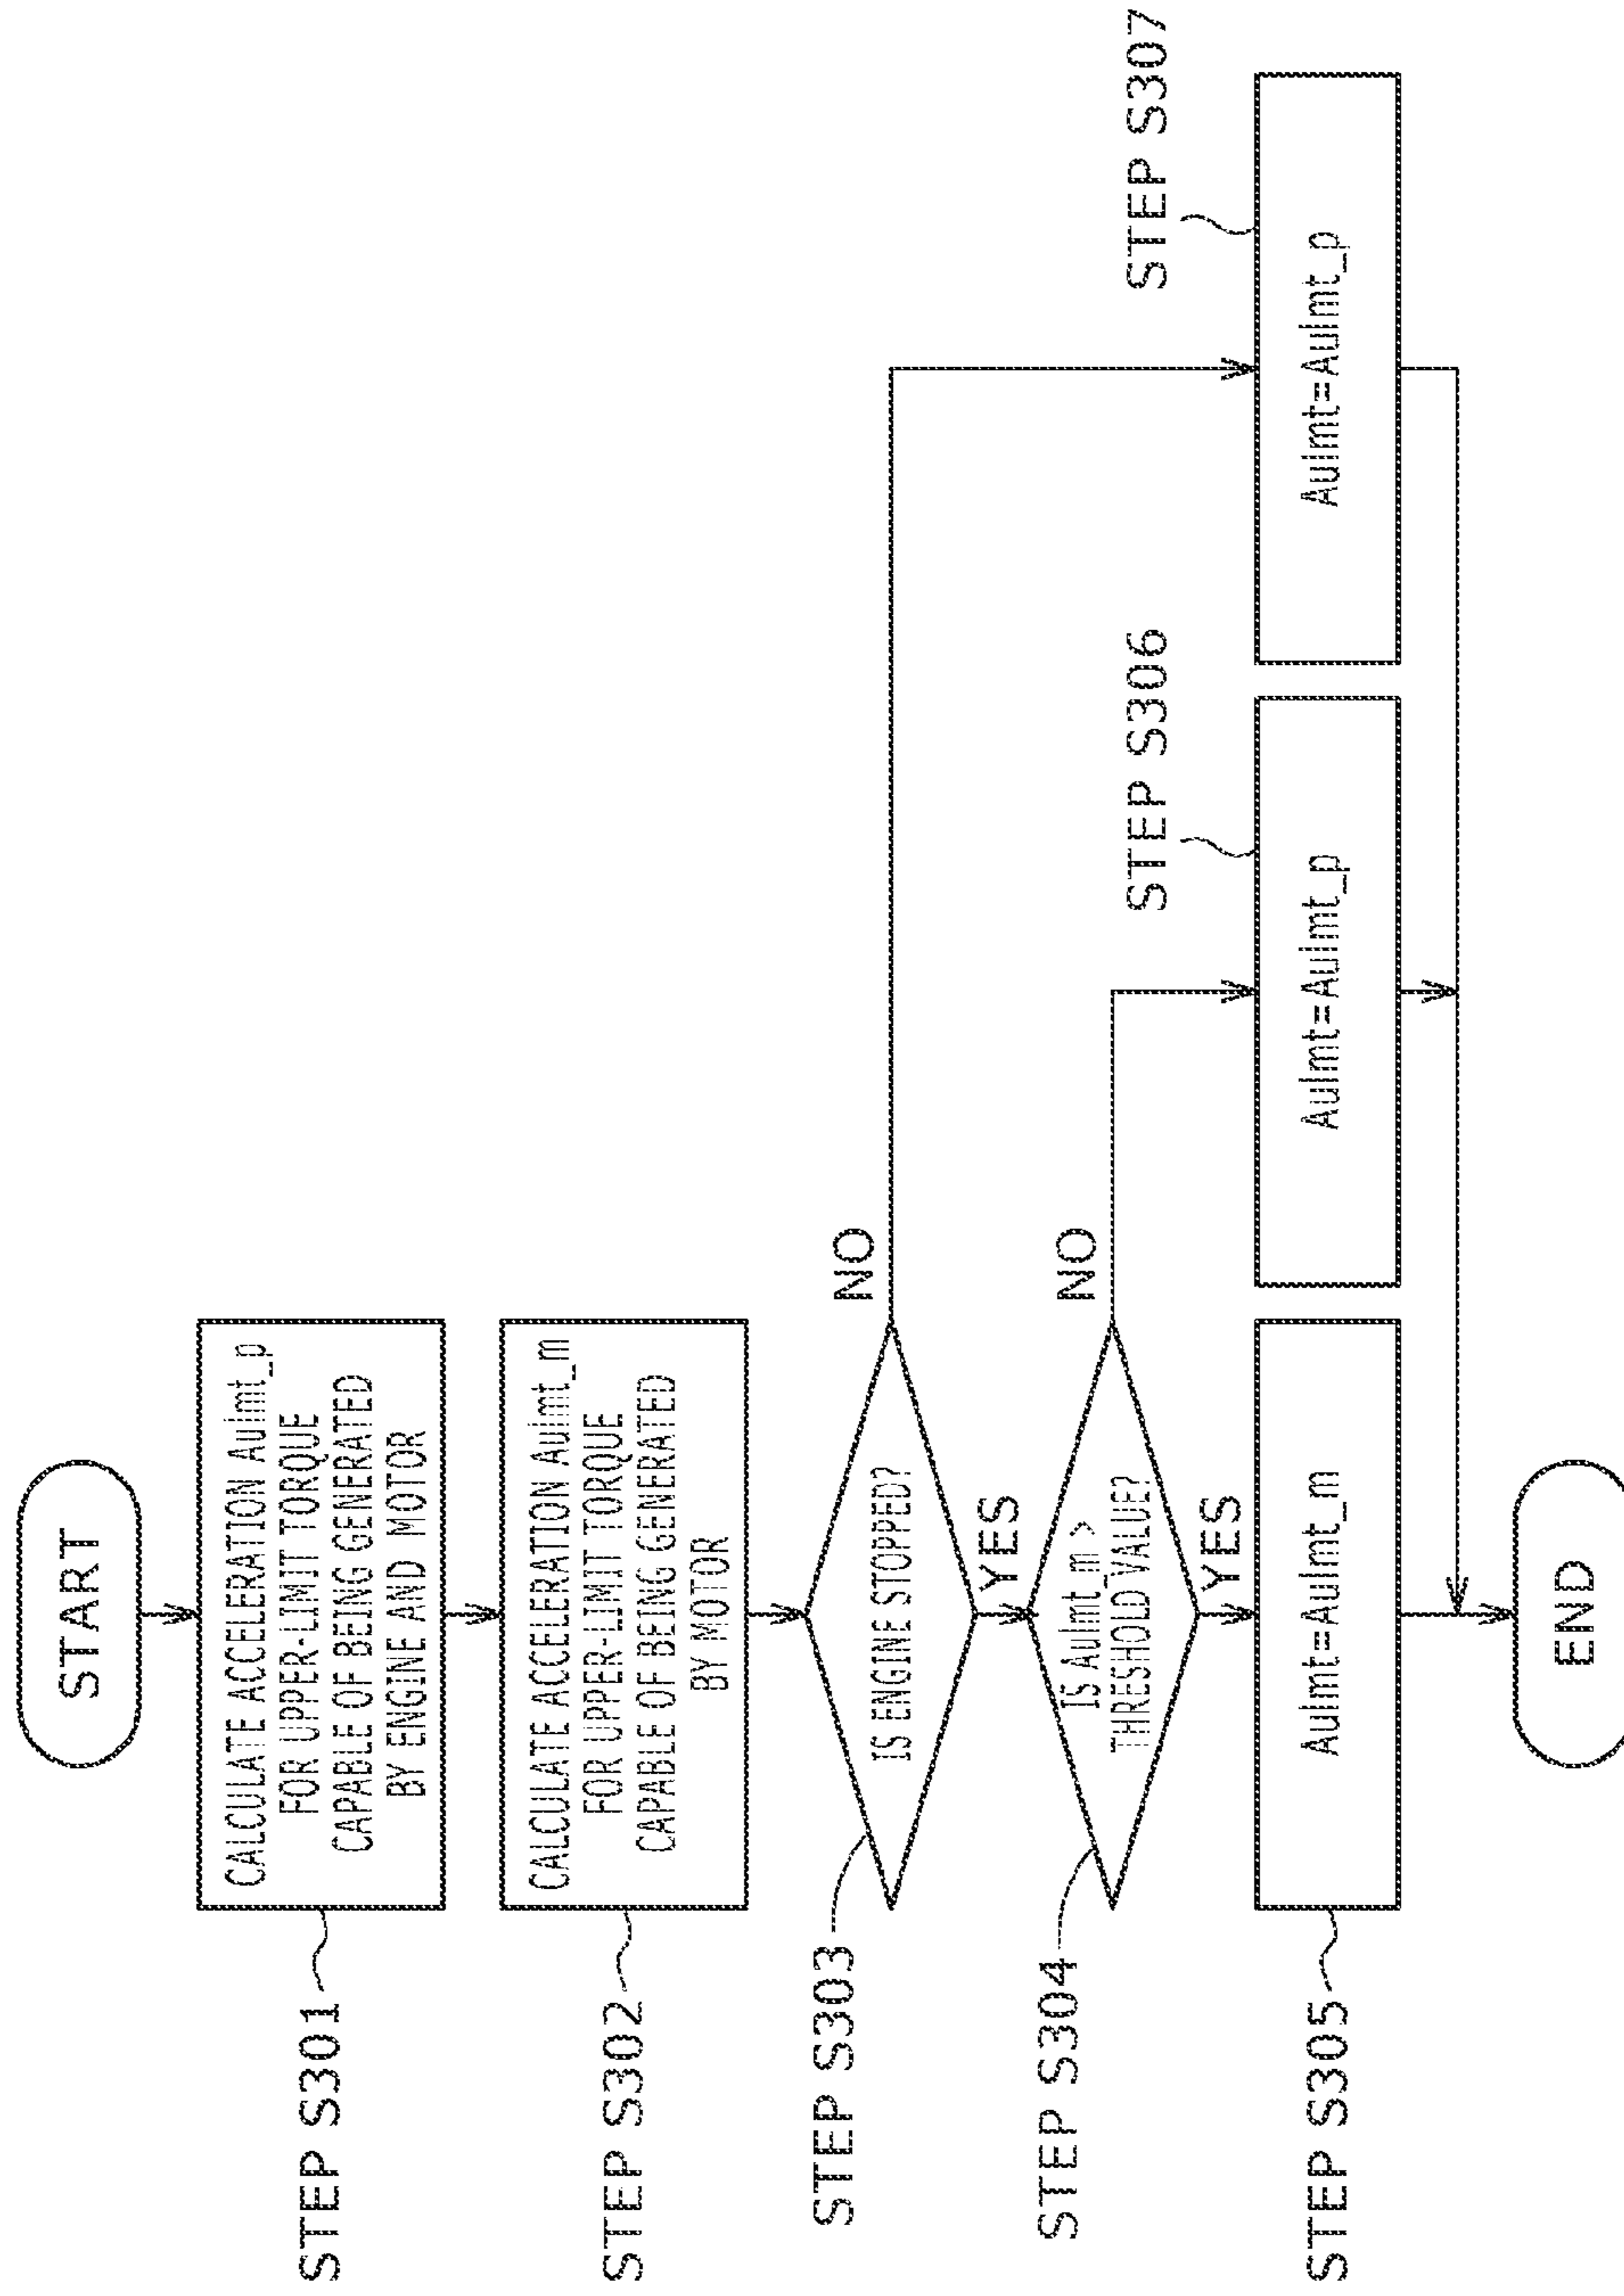 START
STEP S301
CALCULATE ACCELERATION Aulmt_p
FOR UPPER-LIMIT TORQUE
CAPABLE OF BEING GENERATED
BY ENGINE AND MOTOR
STEP S302
CALCULATE ACCELERATION Aulmt_m
FOR UPPER-LIMIT TORQUE
CAPABLE OF BEING GENERATED
BY MOTOR
STEP S303
IS ENGINE STOPPED?
NO
YES
STEP S304
IS Aulmt_m >
THRESHOLD VALUE?
NO
YES
STEP S305
Aulmt=Aulmt_m
STEP S306
Aulmt=Aulmt_p
STEP S307
Aulmt=Aulmt_p
END